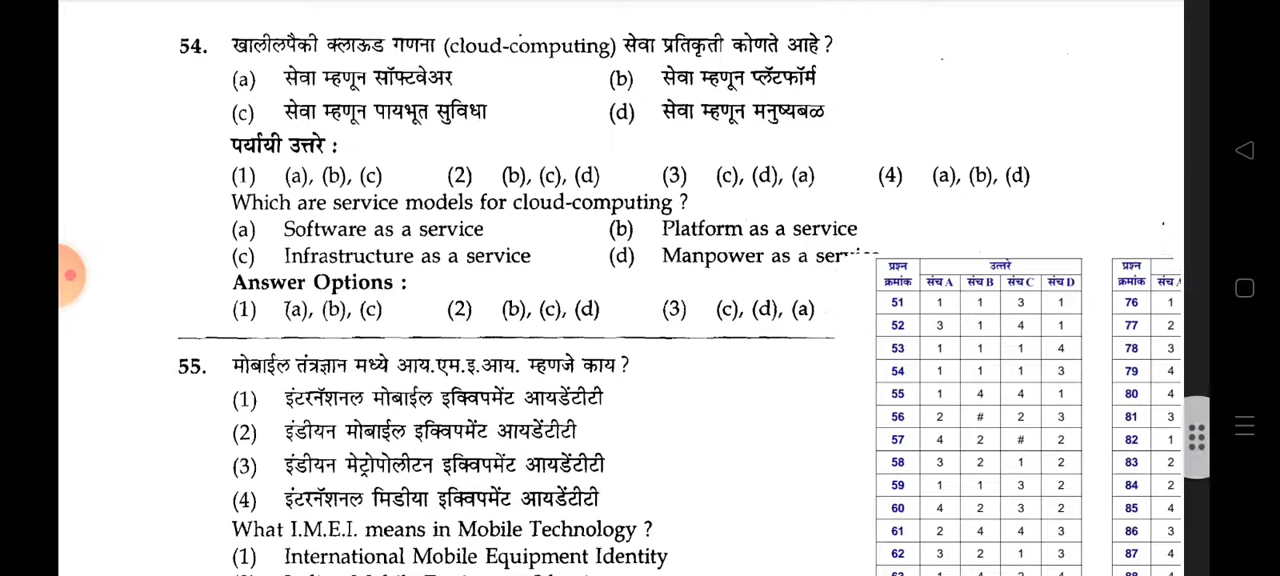 54. खालीलपैकी क्लाऊड गणना (cloud-computing) सेवा प्रतिकृती कोणते आहे ?
(a) सेवा म्हणून सॉफ्टवेअर (b) सेवा म्हणून प्लॅटफॉर्म
(c) सेवा म्हणून पायभूत सुविधा (d) सेवा म्हणून मनुष्यबळ
पर्यायी उत्तरे :
(1) (a), (b), (c) (2) (b), (c), (d) (3) (c), (d), (a) (4) (a), (b), (d)
Which are service models for cloud-computing ?
(a) Software as a service (b) Platform as a service
(c) Infrastructure as a service (d) Manpower as a
Answer Options :
(1) (a), (b), (c) (2) (b), (c), (d) (3) (c), (d), (a)
55. मोबाईल तंत्रज्ञान मध्ये आय.एम.इ.आय. म्हणजे काय ?
(1) इंटरनॅशनल मोबाईल इक्विपमेंट आयडेंटीटी
(2) इंडीयन मोबाईल इक्विपमेंट आयडेंटीटी
(3) इंडीयन मेट्रोपोलीटन इक्विपमेंट आयडेंटीटी
(4) इंटरनॅशनल मिडीया इक्विपमेंट आयडेंटीटी
What I.M.E.I. means in Mobile Technology ?
(1) International Mobile Equipment Identity
प्रश्न उत्तरे
क्रमांक संच A संच B संच C संच D
51 1 1 3 1
52 3 1 4 1
53 1 1 1 4
54 1 1 1 3
55 1 4 4 1
56 2 # 2 3
57 4 2 # 2
58 3 2 1 2
59 1 1 3 2
60 4 2 3 2
61 2 4 4 3
62 3 2 1 3
प्रश्न
क्रमांक संच
76 1
77 2
78 3
79 4
80 4
81 3
82 1
83 2
84 2
85 4
86 3
87 4